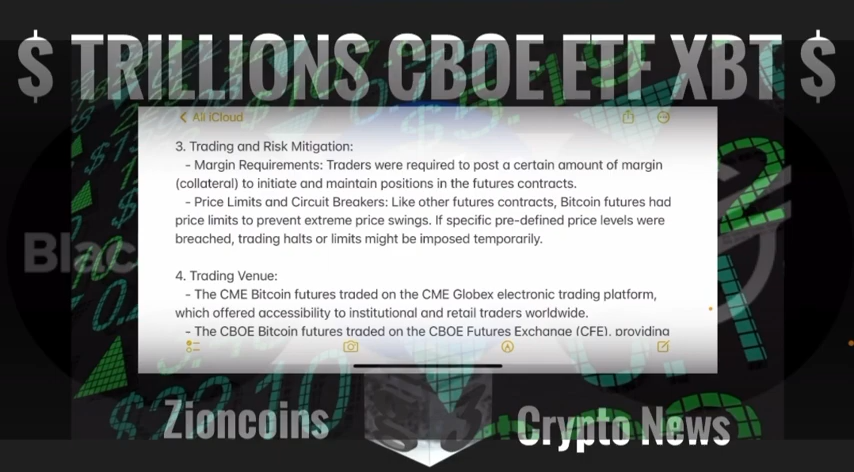 $ TRILLIONS CBOE ETF XBT $
All iCloud
3. Trading and Risk Mitigation:
- Margin Requirements: Traders were required to post a certain amount of margin
(collateral) to initiate and maintain positions in the futures contracts.
- Price Limits and Circuit Breakers: Like other futures contracts, Bitcoin futures had
price limits to prevent extreme price swings. If specific pre-defined price levels were
breached, trading halts or limits might be imposed temporarily.
4. Trading Venue:
- The CME Bitcoin futures traded on the CME Globex electronic trading platform,
which offered accessibility to institutional and retail traders worldwide.
- The CBOE Bitcoin futures traded on the CBOE Futures Exchange (CFE), providing
Blac
Zioncoins
Crypto News